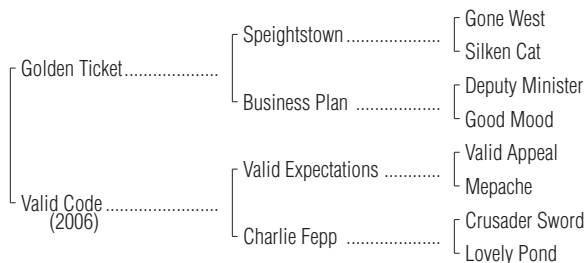 Gone West
Speightstown
Silken Cat
Golden Ticket
Deputy Minister
Business Plan
Good Mood
Valid Appeal
Valid Expectations
Mepache
Valid Code
(2006)
Crusader Sword
Charlie Fepp
Lovely Pond